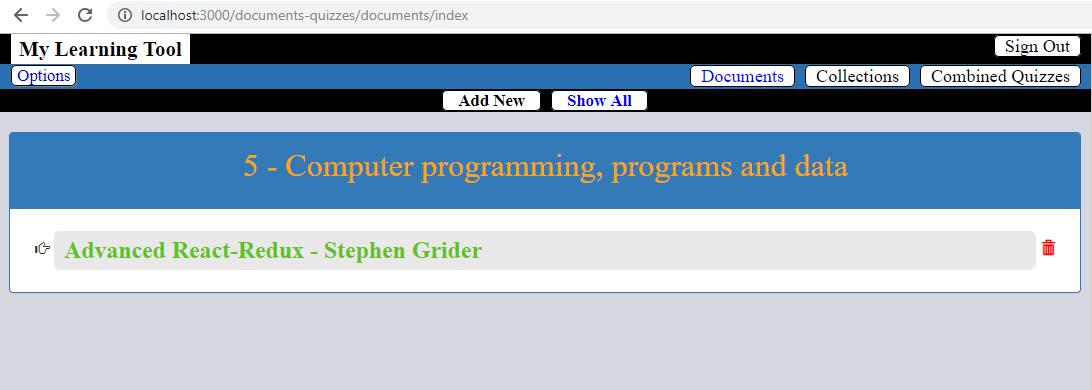 localhost:3000/documents-quizzes/documents/index
My Learning Tool
Sign Out
Options
Documents
Collections
Combined Quizzes
Add New
Show All
5 - Computer programming, programs and data
Advanced React-Redux - Stephen Grider